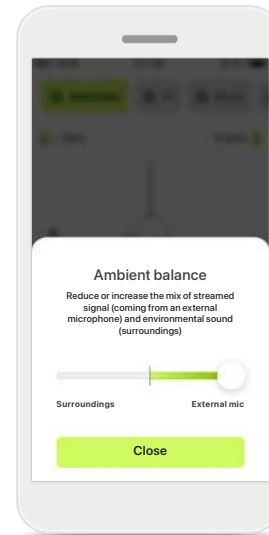 Ambient balance
Reduce or increase the mix of streamed
signal (coming from an external
microphone) and environmental sound
(surroundings)
Surroundings
External mic
Close